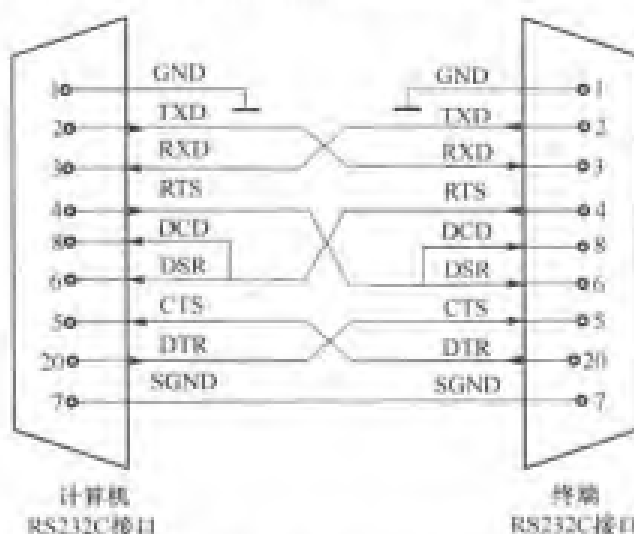 1 GND GND 1
2 TXD TXD 2
3 RXD RXD 3
4 RTS RTS 4
8 DCD DCD 8
6 DSR DSR 6
5 CTS CTS 5
20 DTR DTR 20
7 SGND SGND 7
计算机 终端
RS232C接口 RS232C接口